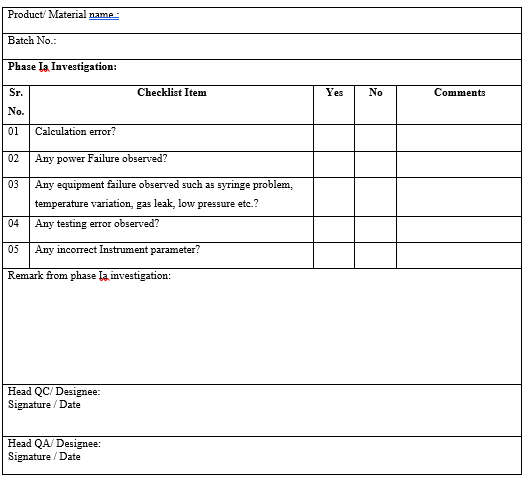 Product/ Material name :
Batch No.:
Phase Ia Investigation:
Sr. No. Checklist Item Yes No Comments
01 Calculation error?
02 Any power Failure observed?
03 Any equipment failure observed such as syringe problem,
temperature variation, gas leak, low pressure etc.?
04 Any testing error observed?
05 Any incorrect Instrument parameter?
Remark from phase Ia investigation:
Head QC/ Designee:
Signature / Date
Head QA/ Designee:
Signature / Date